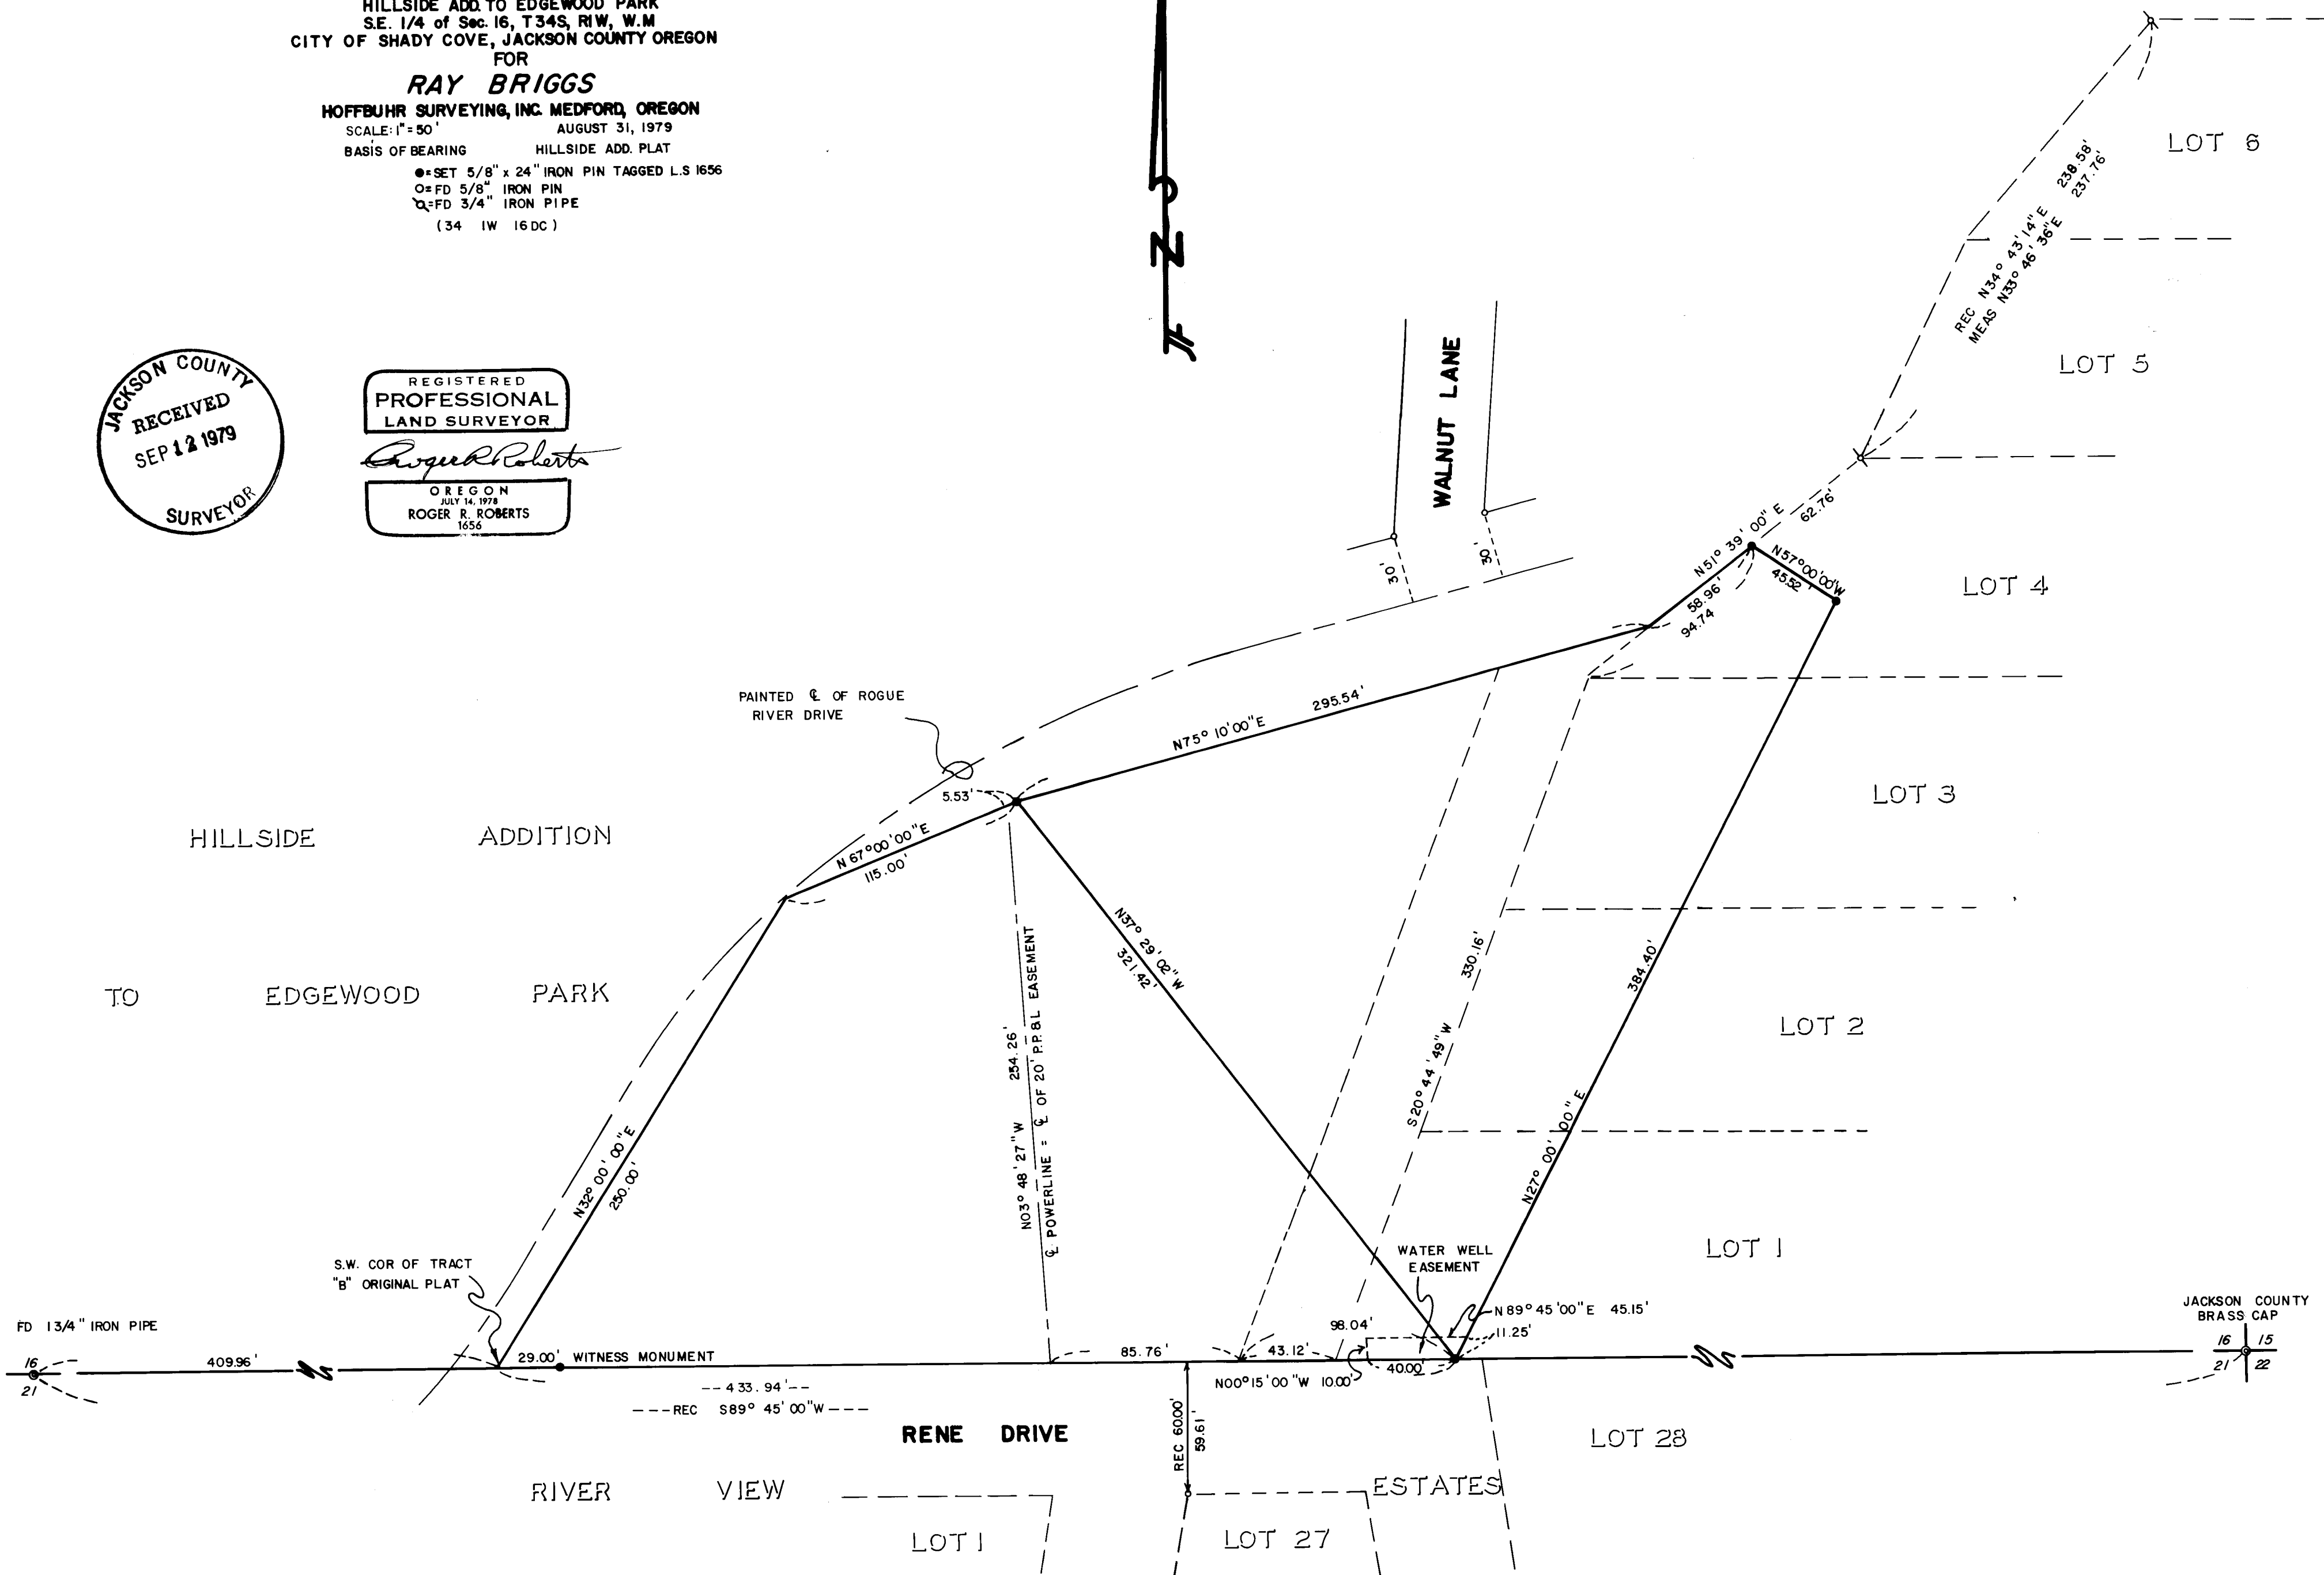 HILLSIDE ADD. TO EDGEWOOD PARK
S.E. 1/4 of Sec. 16, T34S, R1W, W.M
CITY OF SHADY COVE, JACKSON COUNTY OREGON
FOR
RAY BRIGGS
HOFFBUHR SURVEYING, INC. MEDFORD, OREGON
SCALE: 1" = 50' AUGUST 31, 1979
BASIS OF BEARING HILLSIDE ADD. PLAT
●=SET 5/8" x 24" IRON PIN TAGGED L.S 1656
O=FD 5/8" IRON PIN
=FD 3/4" IRON PIPE
(34 1W 16DC)
JACKSON COUNTY
RECEIVED
SEP 12 1979
SURVEYOR
REGISTERED
PROFESSIONAL
LAND SURVEYOR
Roger R Roberts
OREGON
JULY 14, 1978
ROGER R. ROBERTS
1656
N
WALNUT LANE
30'
30'
LOT 6
REC N34° 43' 14" E 238.58'
MEAS N33° 46' 36" E 237.76'
LOT 5
62.76'
N51° 39' 00" E
58.96'
94.74
N57°00'00"W
45.52'
LOT 4
PAINTED ℄ OF ROGUE
RIVER DRIVE
5.53'
N75° 10' 00" E
295.54'
LOT 3
HILLSIDE ADDITION
N 67° 00' 00" E
115.00'
TO EDGEWOOD PARK
N03° 48' 27" W 254.26'
℄ POWERLINE = ℄ OF 20' P.P.&L EASEMENT
N37° 29' 02" W
321.42'
330.16'
S20° 44' 49" W
384.40'
N27° 00' 00" E
LOT 2
N32° 00' 00" E
250.00'
LOT 1
S.W. COR OF TRACT
"B" ORIGINAL PLAT
WATER WELL
EASEMENT
N 89° 45' 00" E 45.15'
11.25'
98.04'
FD 1 3/4" IRON PIPE
16
21
409.96'
29.00' WITNESS MONUMENT
85.76'
43.12'
40.00'
N00° 15' 00" W 10.00'
JACKSON COUNTY
BRASS CAP
16 15
21 22
--433.94'--
---REC S89° 45' 00" W---
RENE DRIVE
REC 60.00'
59.61'
LOT 28
RIVER VIEW ESTATES
LOT 1
LOT 27